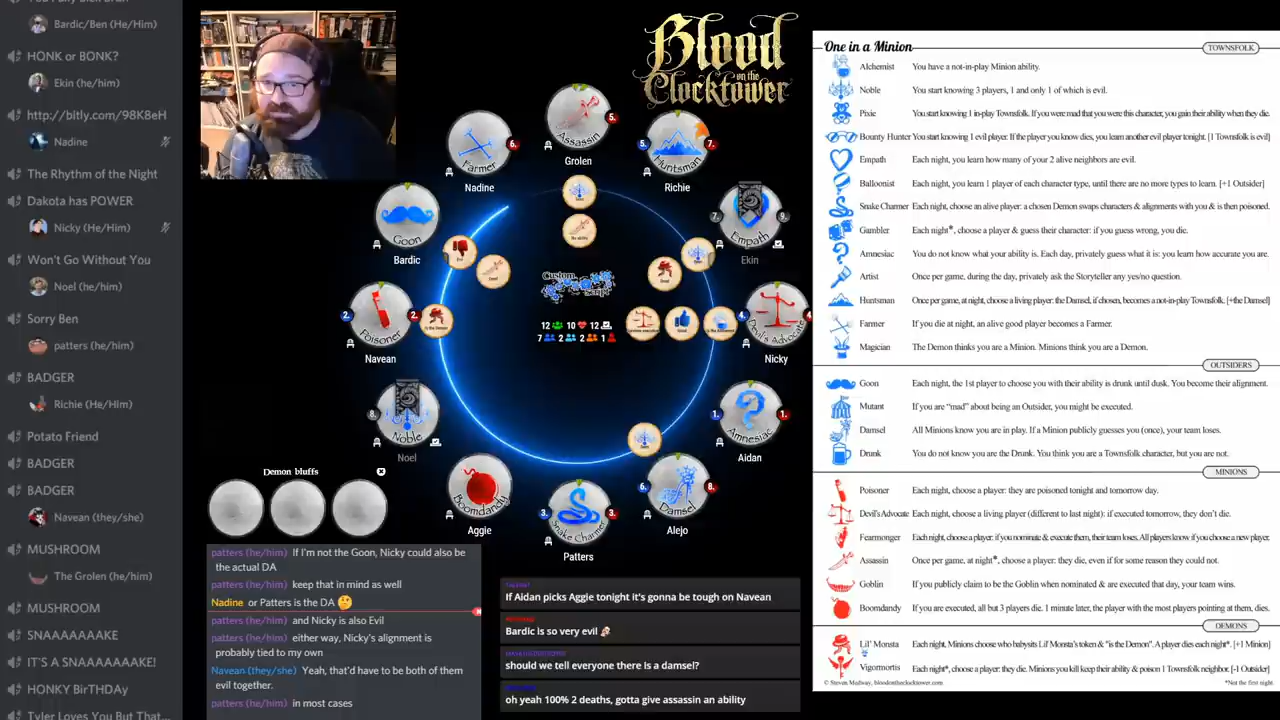 Bardic/Ben (He/Him)
HONK or BONK?
Ekin (he/him)
http://bitly.com/98K8eH
Nadine
The Rhythm of the Night
Nicky (He/Him)
Won't Go Without You
Noel (he/him)
Sorry Ben
patters (he/him)
BADGER
Richie (He/Him)
Potato Friend
BADGER
BADGER
Navean (they/she)
MUSHROOM
The Grolen (he/him)
MUSHROOM
SNAAAAAAKE
IT'S A SNAAAAAAAKE!
Tyler Loves You But That...
Blood
on the
Clocktower
Assassin
Grolen
Farmer
Nadine
Huntsman
Richie
Goon
Bardic
Empath
Ekin
Poisoner
Navean
Devil's Advocate
Nicky
Noble
Noel
Amnesiac
Aidan
Boomdandy
Aggie
Snake Charmer
Patters
Damsel
Alejo
Custom
Script
12 10 12
7 2 2 1
Demon bluffs
patters (he/him) If I'm not the Goon, Nicky could also be
the actual DA
patters (he/him) keep that in mind as well
Nadine or Patters is the DA 🤔
patters (he/him) and Nicky is also Evil
patters (he/him) either way, Nicky's alignment is
probably tied to my own
Navean (they/she) Yeah, that'd have to be both of them
evil together.
patters (he/him) in most cases
If Aidan picks Aggie tonight it's gonna be tough on Navean
Bardic is so very evil
should we tell everyone there is a damsel?
oh yeah 100% 2 deaths, gotta give assassin an ability
One in a Minion
TOWNSFOLK
Alchemist You have a not-in-play Minion ability.
Noble You start knowing 3 players, 1 and only 1 of which is evil.
Pixie You start knowing 1 in-play Townsfolk. If you were mad that you were this character, you gain their ability when they die.
Bounty Hunter You start knowing 1 evil player. If the player you know dies, you learn another evil player tonight. [1 Townsfolk is evil]
Empath Each night, you learn how many of your 2 alive neighbors are evil.
Balloonist Each night, you learn 1 player of each character type, until there are no more types to learn. [+1 Outsider]
Snake Charmer Each night, choose an alive player: a chosen Demon swaps characters & alignments with you & is then poisoned.
Gambler Each night*, choose a player & guess their character: if you guess wrong, you die.
Amnesiac You do not know what your ability is. Each day, privately guess what it is: you learn how accurate you are.
Artist Once per game, during the day, privately ask the Storyteller any yes/no question.
Huntsman Once per game, at night, choose a living player: the Damsel, if chosen, becomes a not-in-play Townsfolk. [+the Damsel]
Farmer If you die at night, an alive good player becomes a Farmer.
Magician The Demon thinks you are a Minion. Minions think you are a Demon.
OUTSIDERS
Goon Each night, the 1st player to choose you with their ability is drunk until dusk. You become their alignment.
Mutant If you are "mad" about being an Outsider, you might be executed.
Damsel All Minions know you are in play. If a Minion publicly guesses you (once), your team loses.
Drunk You do not know you are the Drunk. You think you are a Townsfolk character, but you are not.
MINIONS
Poisoner Each night, choose a player: they are poisoned tonight and tomorrow day.
Devil's Advocate Each night, choose a living player (different to last night): if executed tomorrow, they don't die.
Fearmonger Each night, choose a player: if you nominate & execute them, their team loses. All players know if you choose a new player.
Assassin Once per game, at night*, choose a player: they die, even if for some reason they could not.
Goblin If you publicly claim to be the Goblin when nominated & are executed that day, your team wins.
Boomdandy If you are executed, all but 3 players die. 1 minute later, the player with the most players pointing at them, dies.
DEMONS
Lil' Monsta Each night, Minions choose who babysits Lil' Monsta's token & "is the Demon". A player dies each night*. [+1 Minion]
Vigormortis Each night*, choose a player: they die. Minions you kill keep their ability & poison 1 Townsfolk neighbor. [-1 Outsider]
© Steven Medway, bloodontheclocktower.com
*Not the first night